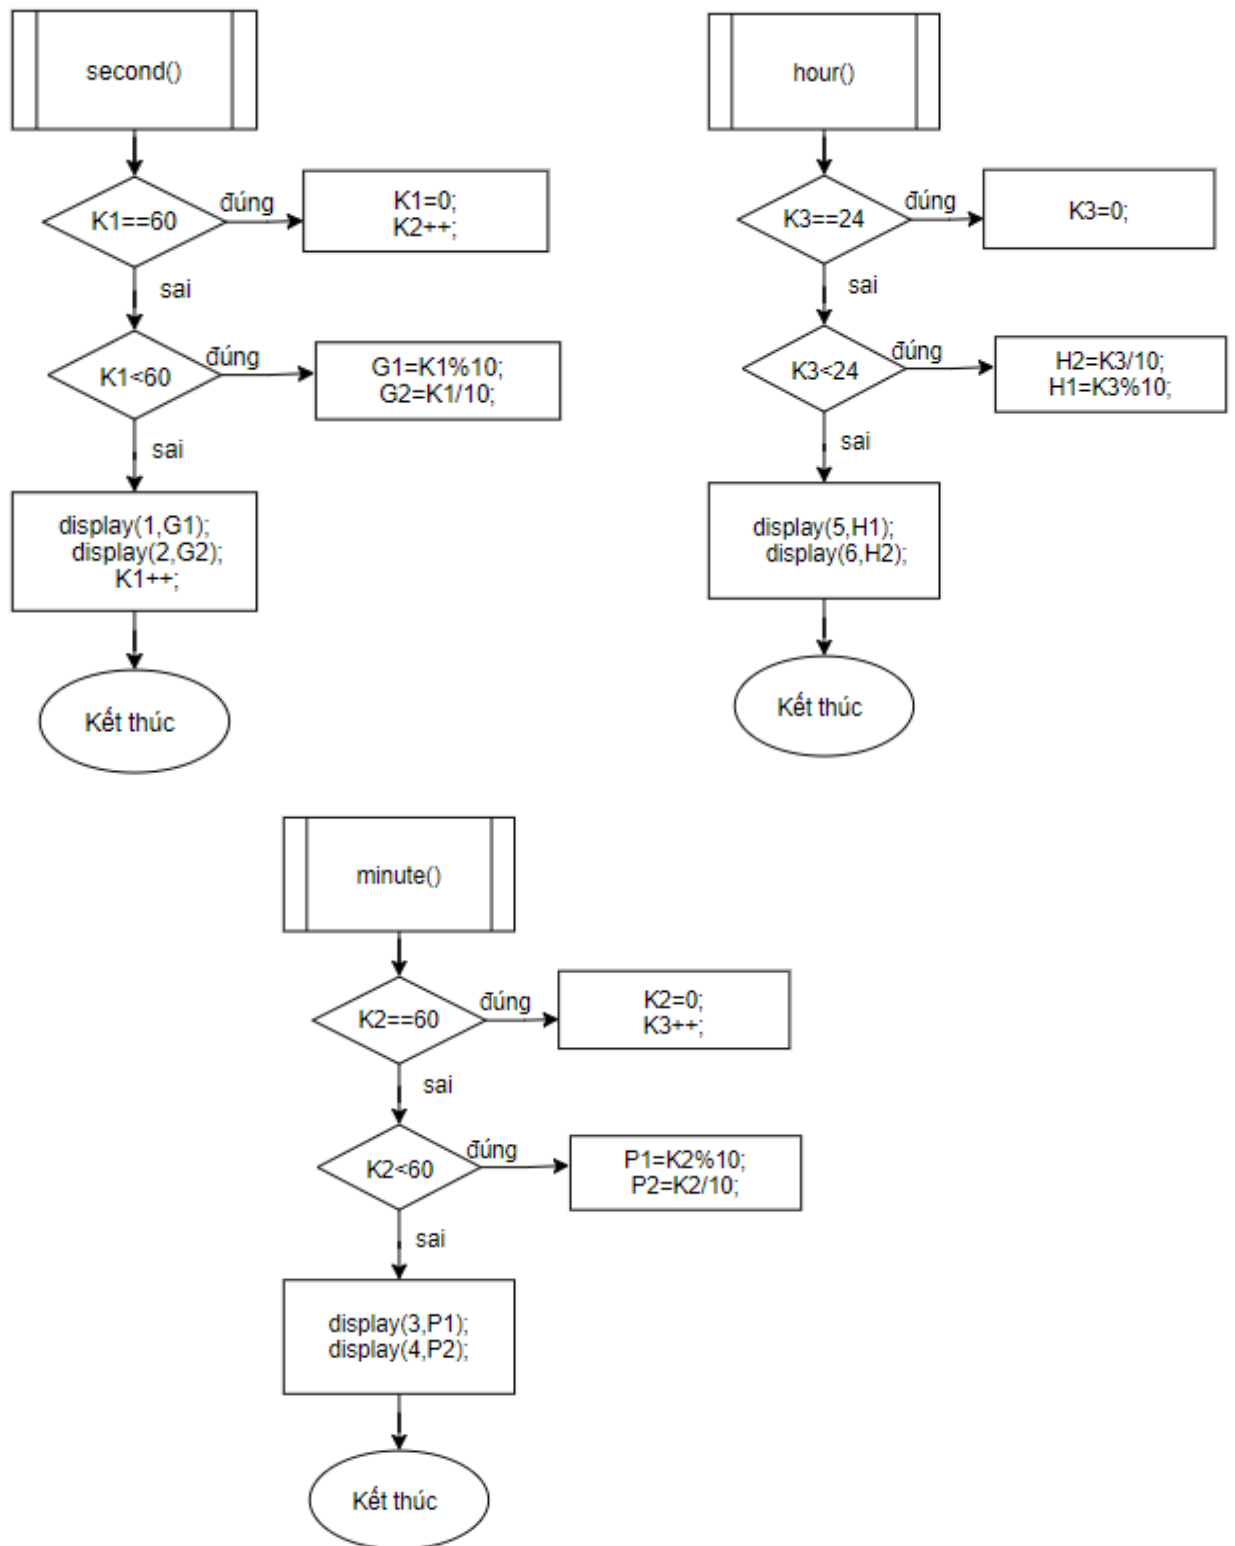 second()
K1==60
đúng
K1=0;
K2++;
sai
K1<60
đúng
G1=K1%10;
G2=K1/10;
sai
display(1,G1);
display(2,G2);
K1++;
Kết thúc
hour()
K3==24
đúng
K3=0;
sai
K3<24
đúng
H2=K3/10;
H1=K3%10;
sai
display(5,H1);
display(6,H2);
Kết thúc
minute()
K2==60
đúng
K2=0;
K3++;
sai
K2<60
đúng
P1=K2%10;
P2=K2/10;
sai
display(3,P1);
display(4,P2);
Kết thúc